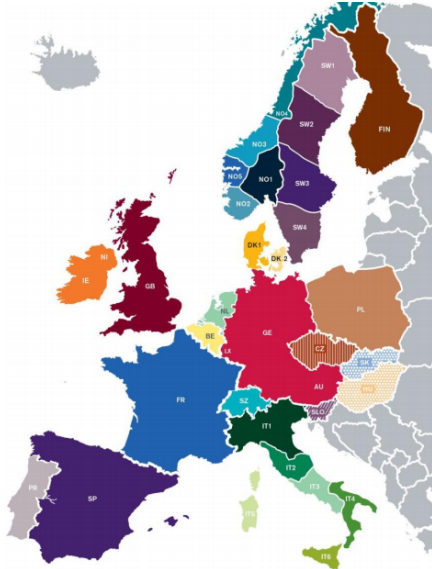 SW1
NO4
SW2
FIN
NO3
NO5
NO1
SW3
NO2
SW4
DK1
DK 2
NI
IE
GB
NL
PL
BE
GE
CZ
LX
SK
AU
HU
SZ
FR
SLO
IT1
IT2
PR
SP
IT3
IT4
IT5
IT6